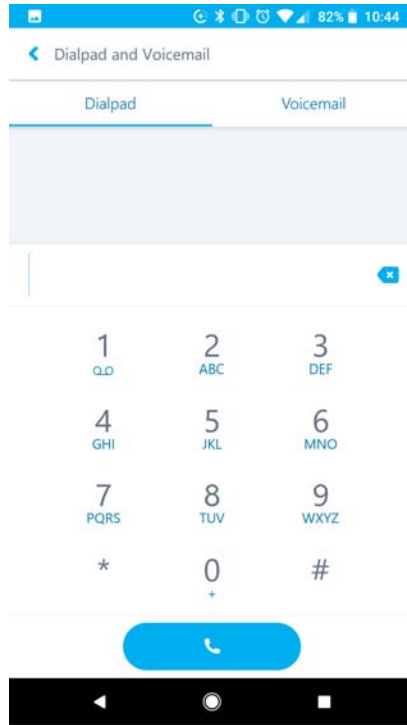 82% 10:44
Dialpad and Voicemail
Dialpad Voicemail
1 2 3
ABC DEF
4 5 6
GHI JKL MNO
7 8 9
PQRS TUV WXYZ
* 0 #
+